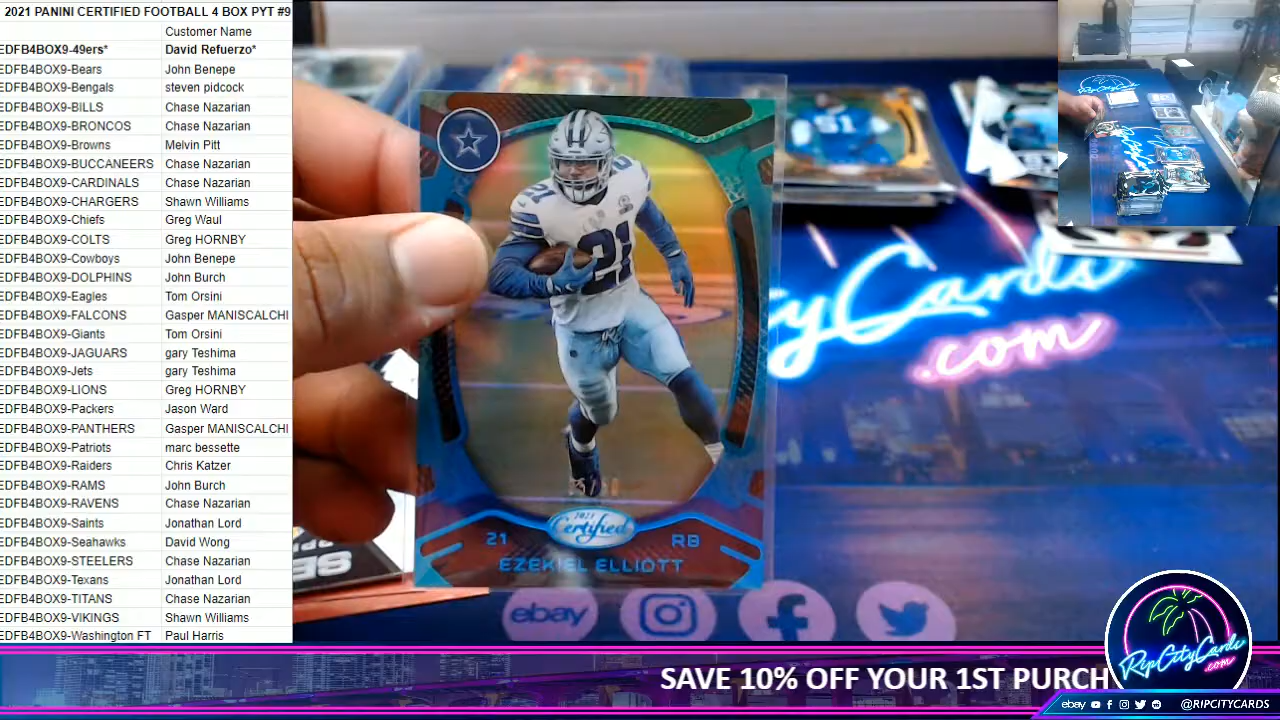 2021 PANINI CERTIFIED FOOTBALL 4 BOX PYT #9
Customer Name
EDFB4BOX9-49ers* David Refuerzo*
EDFB4BOX9-Bears John Benepe
EDFB4BOX9-Bengals steven pidcock
EDFB4BOX9-BILLS Chase Nazarian
EDFB4BOX9-BRONCOS Chase Nazarian
EDFB4BOX9-Browns Melvin Pitt
EDFB4BOX9-BUCCANEERS Chase Nazarian
EDFB4BOX9-CARDINALS Chase Nazarian
EDFB4BOX9-CHARGERS Shawn Williams
EDFB4BOX9-Chiefs Greg Waul
EDFB4BOX9-COLTS Greg HORNBY
EDFB4BOX9-Cowboys John Benepe
EDFB4BOX9-DOLPHINS John Burch
EDFB4BOX9-Eagles Tom Orsini
EDFB4BOX9-FALCONS Gasper MANISCALCHI
EDFB4BOX9-Giants Tom Orsini
EDFB4BOX9-JAGUARS gary Teshima
EDFB4BOX9-Jets gary Teshima
EDFB4BOX9-LIONS Greg HORNBY
EDFB4BOX9-Packers Jason Ward
EDFB4BOX9-PANTHERS Gasper MANISCALCHI
EDFB4BOX9-Patriots marc bessette
EDFB4BOX9-Raiders Chris Katzer
EDFB4BOX9-RAMS John Burch
EDFB4BOX9-RAVENS Chase Nazarian
EDFB4BOX9-Saints Jonathan Lord
EDFB4BOX9-Seahawks David Wong
EDFB4BOX9-STEELERS Chase Nazarian
EDFB4BOX9-Texans Jonathan Lord
EDFB4BOX9-TITANS Chase Nazarian
EDFB4BOX9-VIKINGS Shawn Williams
EDFB4BOX9-Washington FT Paul Harris
21
21
2021
Certified
21 RB
EZEKIEL ELLIOTT
51
yCards
.com
ebay
SAVE 10% OFF YOUR 1ST PURCH
RipCityCards
.com
ebay @RIPCITYCARDS